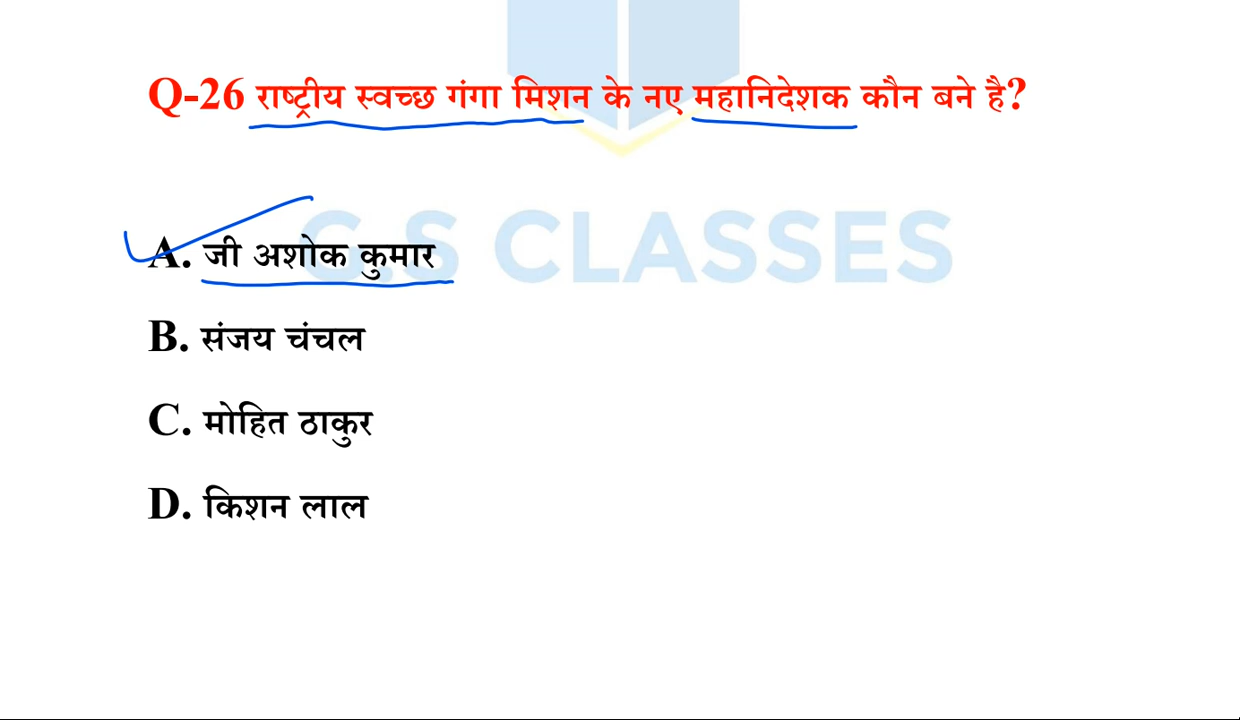 Q-26 राष्ट्रीय स्वच्छ गंगा मिशन के नए महानिदेशक कौन बने है?
G.S CLASSES
A. जी अशोक कुमार
B. संजय चंचल
C. मोहित ठाकुर
D. किशन लाल